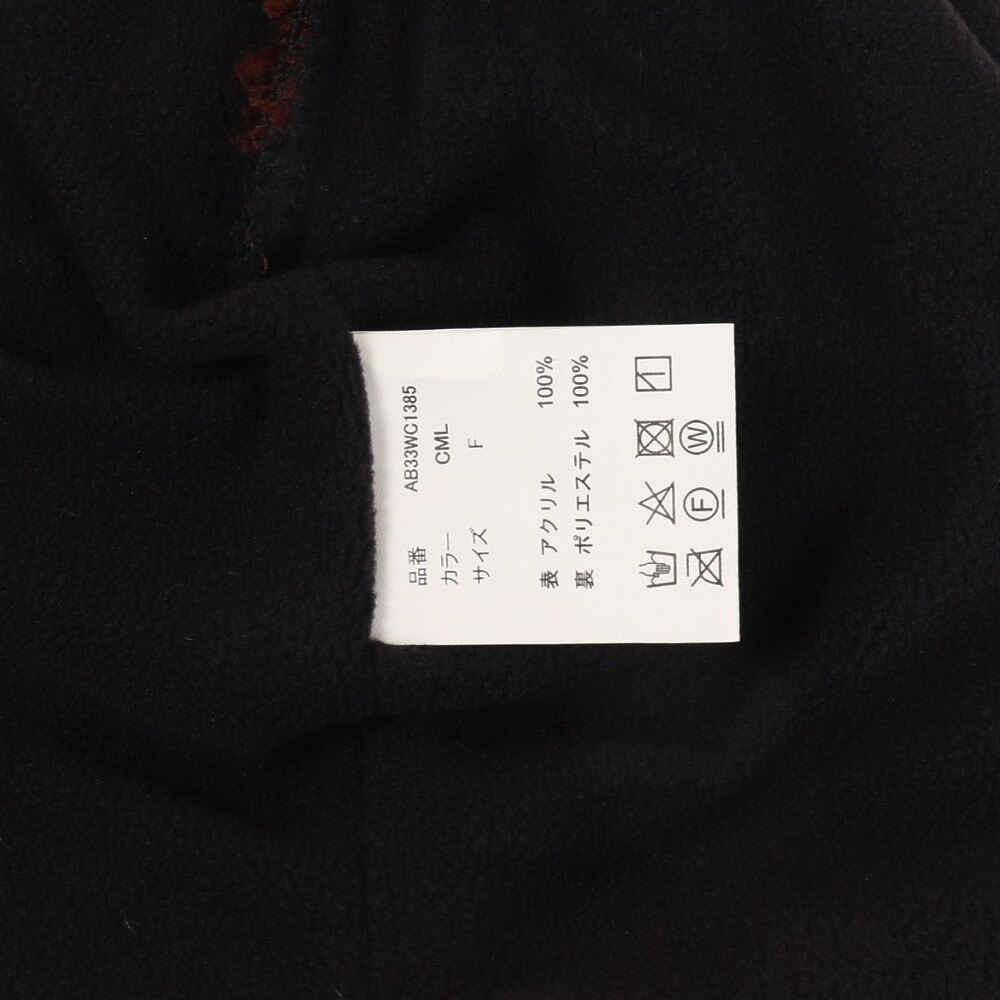 品番 AB33WC1385
カラー CML
サイズ F
表 アクリル 100%
裏 ポリエステル 100%
W
F